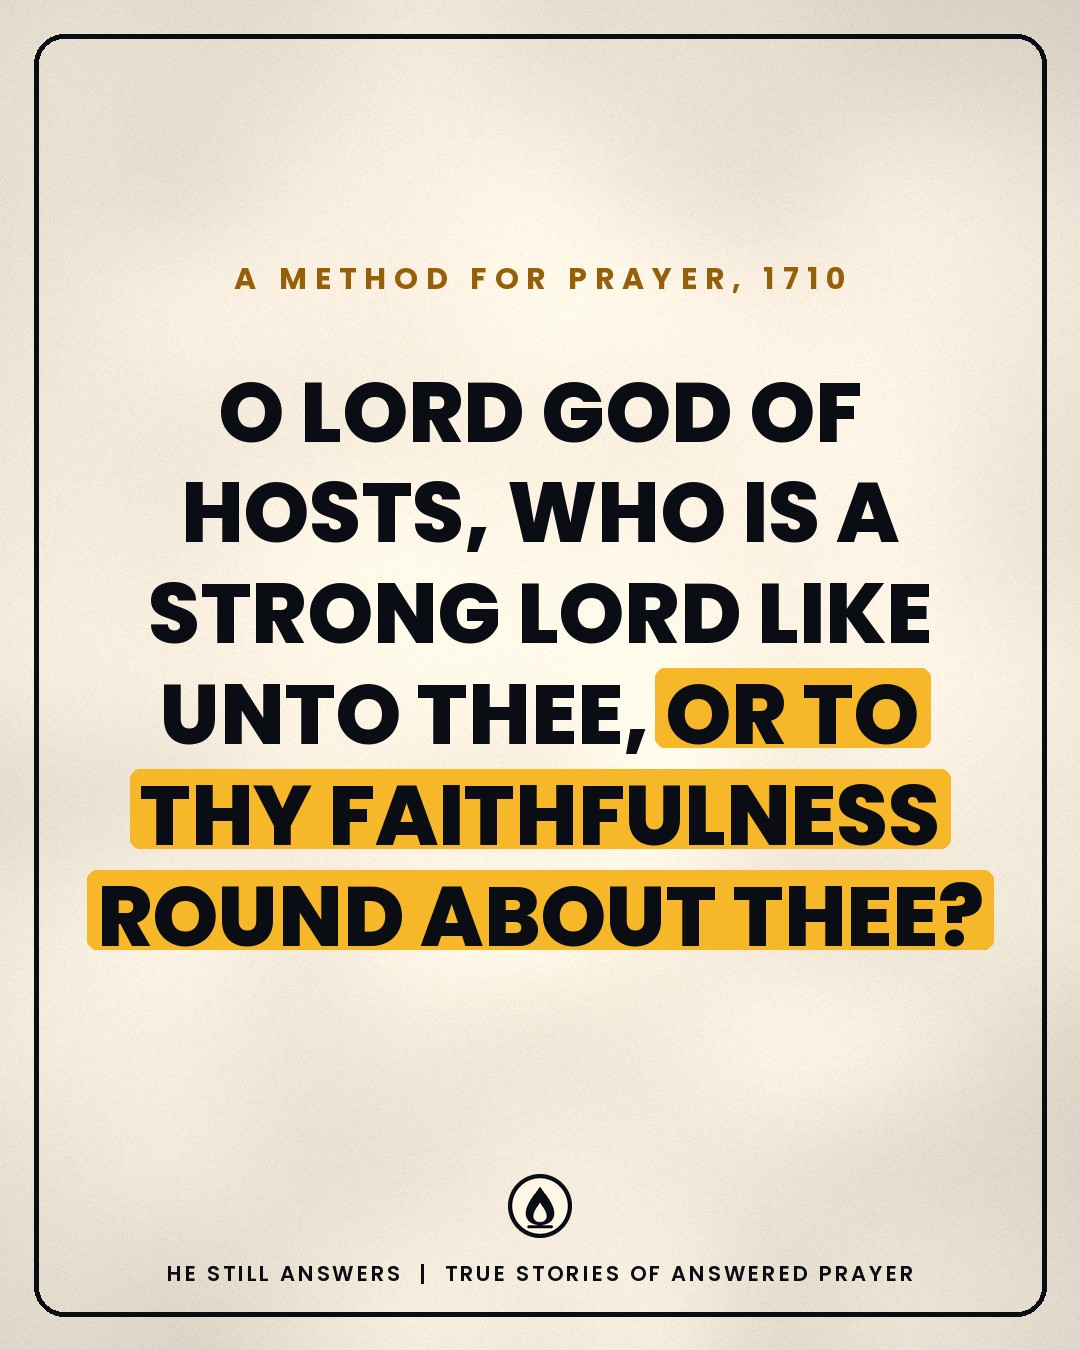 A METHOD FOR PRAYER, 1710
O LORD GOD OF
HOSTS, WHO IS A
STRONG LORD LIKE
UNTO THEE, OR TO
THY FAITHFULNESS
ROUND ABOUT THEE?
HE STILL ANSWERS | TRUE STORIES OF ANSWERED PRAYER